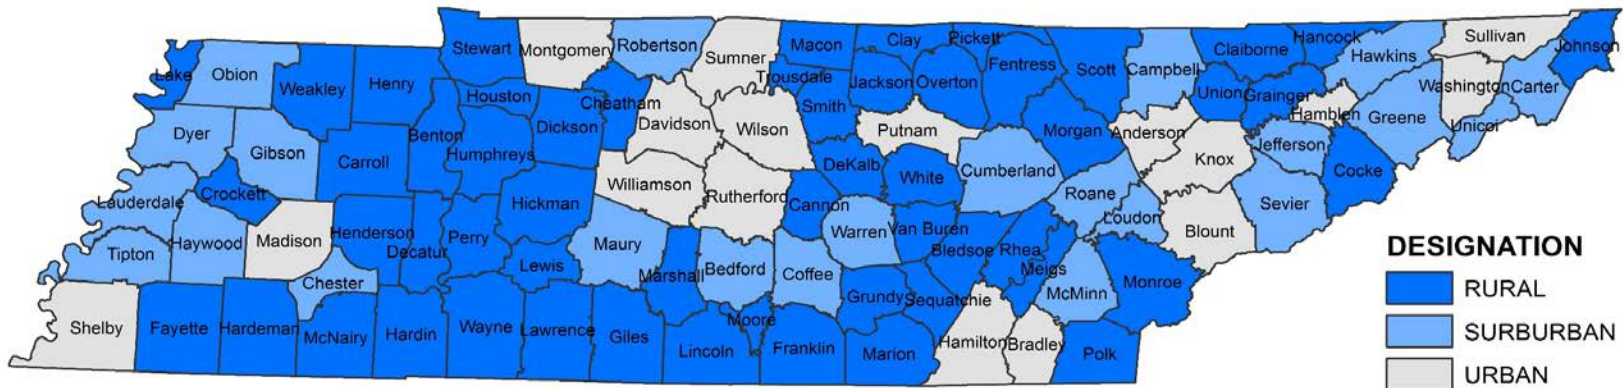 Stewart
Montgomery
Robertson
Sumner
Macon
Clay
Pickett
Claiborne
Hancock
Sullivan
Johnson
Lake
Obion
Weakley
Henry
Houston
Cheatham
Trousdale
Jackson
Overton
Fentress
Scott
Campbell
Union
Grainger
Hawkins
Washington
Carter
Dyer
Gibson
Carroll
Benton
Humphreys
Dickson
Davidson
Wilson
Smith
Putnam
Morgan
Anderson
Knox
Hamblen
Jefferson
Greene
Unicoi
Lauderdale
Crockett
Williamson
Rutherford
DeKalb
White
Cumberland
Roane
Loudon
Sevier
Cocke
Tipton
Haywood
Madison
Henderson
Decatur
Perry
Hickman
Lewis
Maury
Marshall
Bedford
Cannon
Coffee
Warren
Van Buren
Bledsoe
Rhea
Meigs
McMinn
Monroe
Blount
Chester
Shelby
Fayette
Hardeman
McNairy
Hardin
Wayne
Lawrence
Giles
Lincoln
Moore
Franklin
Grundy
Sequatchie
Marion
Hamilton
Bradley
Polk
DESIGNATION
RURAL
SURBURBAN
URBAN